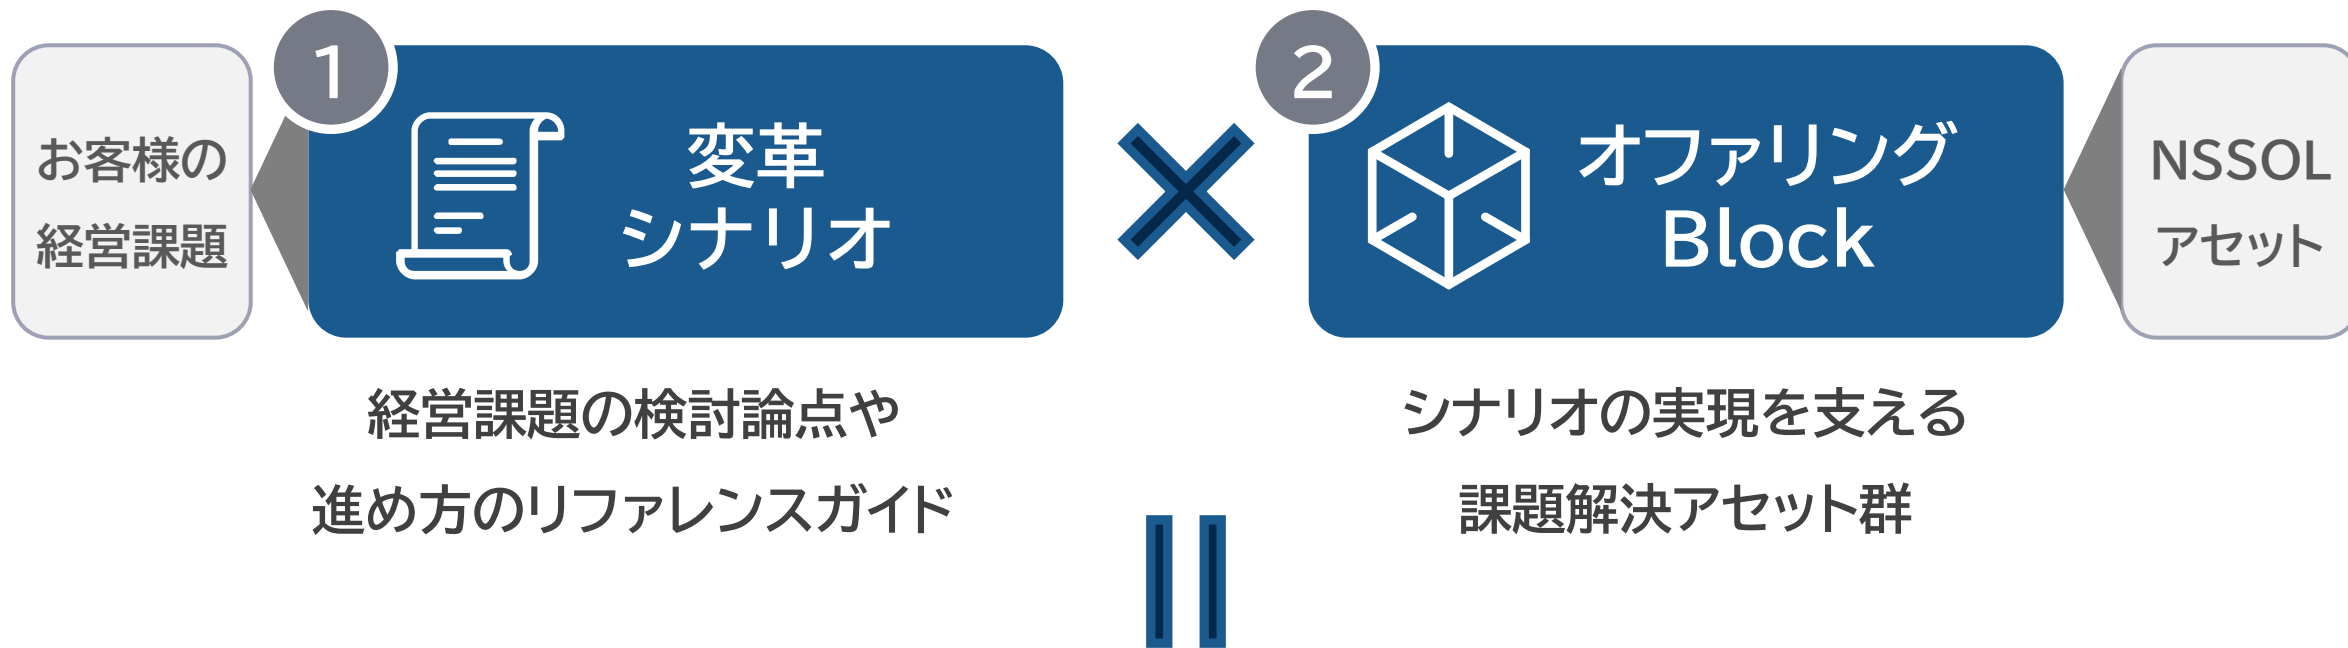 お客様の
経営課題
1
変革
シナリオ
経営課題の検討論点や
進め方のリファレンスガイド
×
2
オファリング
Block
シナリオの実現を支える
課題解決アセット群
NSSOL
アセット